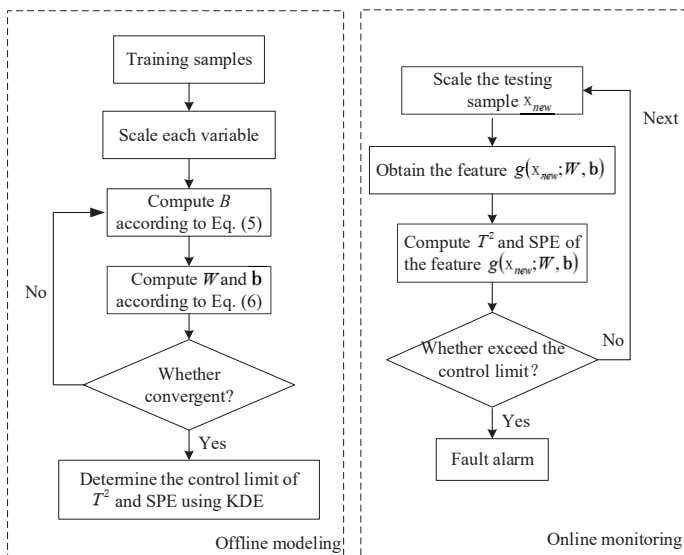 Training samples
Scale each variable
Compute B
according to Eq. (5)
Compute W and b
according to Eq. (6)
No
Whether
convergent?
Yes
Determine the control limit of
T² and SPE using KDE
Offline modeling
Scale the testing
sample x_new
Next
Obtain the feature g(x_new; W, b)
Compute T² and SPE of
the feature g(x_new; W, b)
Whether exceed the
control limit?
No
Yes
Fault alarm
Online monitoring